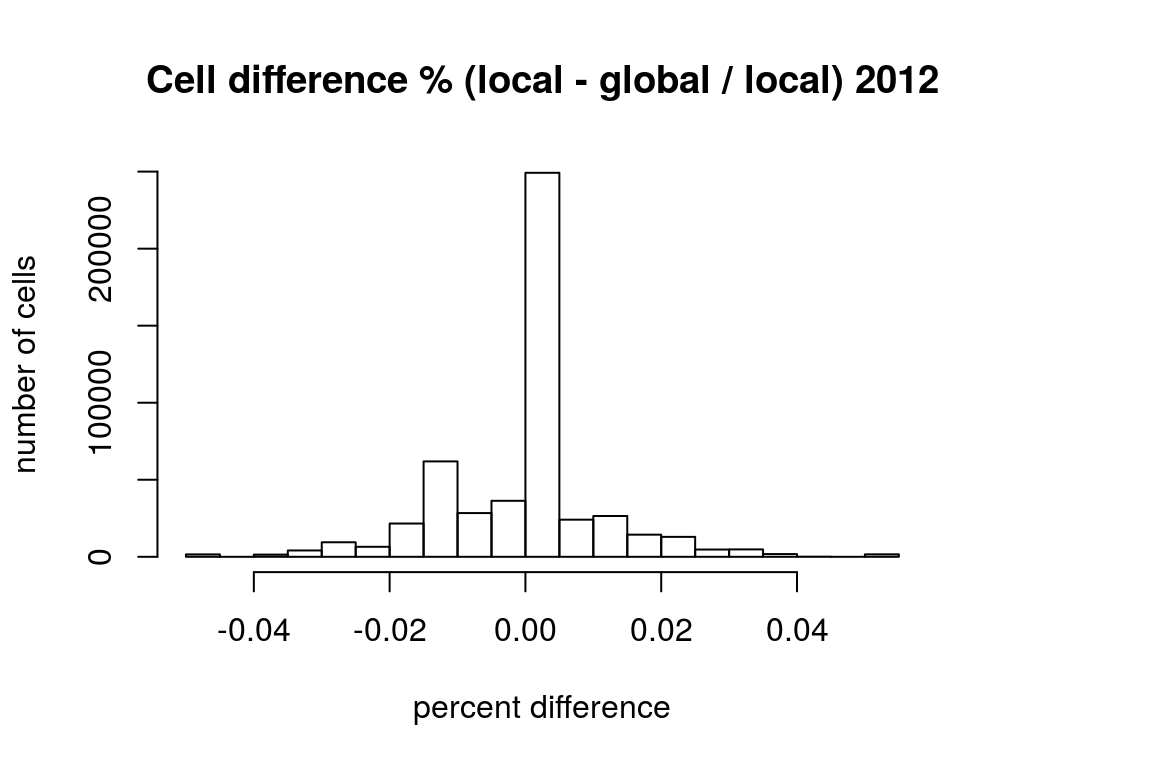 Cell difference % (local - global / local) 2012
number of cells
200000
100000
0
-0.04 -0.02 0.00 0.02 0.04
percent difference